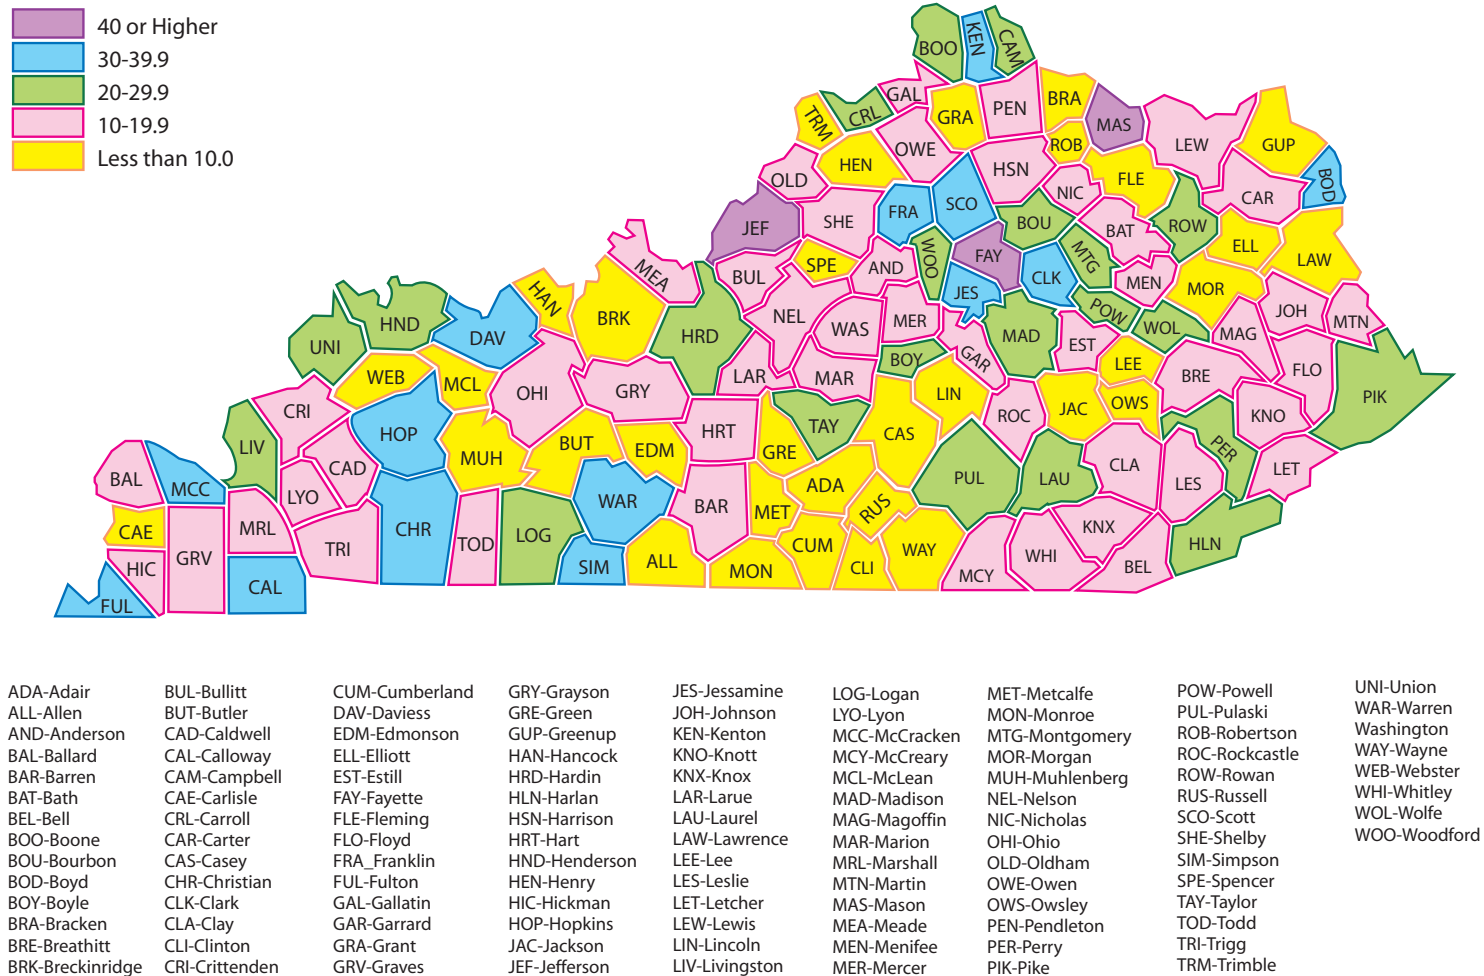 40 or Higher
30-39.9
20-29.9
10-19.9
Less than 10.0
BOO
KEN
CAM
GAL
CRL
TRM
GRA
PEN
BRA
MAS
ROB
LEW
GUP
BOD
OWE
HEN
OLD
HSN
NIC
FLE
CAR
JEF
SHE
FRA
SCO
BOU
BAT
ROW
ELL
LAW
MEA
BUL
SPE
AND
WOO
FAY
CLK
MTG
MEN
MOR
JES
HAN
BRK
HRD
NEL
WAS
MER
MAD
POW
WOL
MAG
JOH
MTN
UNI
HND
DAV
BOY
GAR
EST
LEE
BRE
FLO
PIK
WEB
MCL
OHI
GRY
LAR
MAR
LIN
ROC
JAC
OWS
KNO
CRI
HOP
MUH
BUT
EDM
HRT
GRE
TAY
CAS
PER
LIV
CAD
LYO
PUL
LAU
CLA
LES
LET
BAL
MCC
WAR
BAR
MET
ADA
RUS
KNX
CAE
MRL
TRI
CHR
TOD
LOG
SIM
ALL
MON
CUM
CLI
WAY
MCY
WHI
BEL
HLN
HIC
GRV
CAL
FUL
ADA-Adair
ALL-Allen
AND-Anderson
BAL-Ballard
BAR-Barren
BAT-Bath
BEL-Bell
BOO-Boone
BOU-Bourbon
BOD-Boyd
BOY-Boyle
BRA-Bracken
BRE-Breathitt
BRK-Breckinridge
BUL-Bullitt
BUT-Butler
CAD-Caldwell
CAL-Calloway
CAM-Campbell
CAE-Carlisle
CRL-Carroll
CAR-Carter
CAS-Casey
CHR-Christian
CLK-Clark
CLA-Clay
CLI-Clinton
CRI-Crittenden
CUM-Cumberland
DAV-Daviess
EDM-Edmonson
ELL-Elliott
EST-Estill
FAY-Fayette
FLE-Fleming
FLO-Floyd
FRA_Franklin
FUL-Fulton
GAL-Gallatin
GAR-Garrard
GRA-Grant
GRV-Graves
GRY-Grayson
GRE-Green
GUP-Greenup
HAN-Hancock
HRD-Hardin
HLN-Harlan
HSN-Harrison
HRT-Hart
HND-Henderson
HEN-Henry
HIC-Hickman
HOP-Hopkins
JAC-Jackson
JEF-Jefferson
JES-Jessamine
JOH-Johnson
KEN-Kenton
KNO-Knott
KNX-Knox
LAR-Larue
LAU-Laurel
LAW-Lawrence
LEE-Lee
LES-Leslie
LET-Letcher
LEW-Lewis
LIN-Lincoln
LIV-Livingston
LOG-Logan
LYO-Lyon
MCC-McCracken
MCY-McCreary
MCL-McLean
MAD-Madison
MAG-Magoffin
MAR-Marion
MRL-Marshall
MTN-Martin
MAS-Mason
MEA-Meade
MEN-Menifee
MER-Mercer
MET-Metcalfe
MON-Monroe
MTG-Montgomery
MOR-Morgan
MUH-Muhlenberg
NEL-Nelson
NIC-Nicholas
OHI-Ohio
OLD-Oldham
OWE-Owen
OWS-Owsley
PEN-Pendleton
PER-Perry
PIK-Pike
POW-Powell
PUL-Pulaski
ROB-Robertson
ROC-Rockcastle
ROW-Rowan
RUS-Russell
SCO-Scott
SHE-Shelby
SIM-Simpson
SPE-Spencer
TAY-Taylor
TOD-Todd
TRI-Trigg
TRM-Trimble
UNI-Union
WAR-Warren
Washington
WAY-Wayne
WEB-Webster
WHI-Whitley
WOL-Wolfe
WOO-Woodford